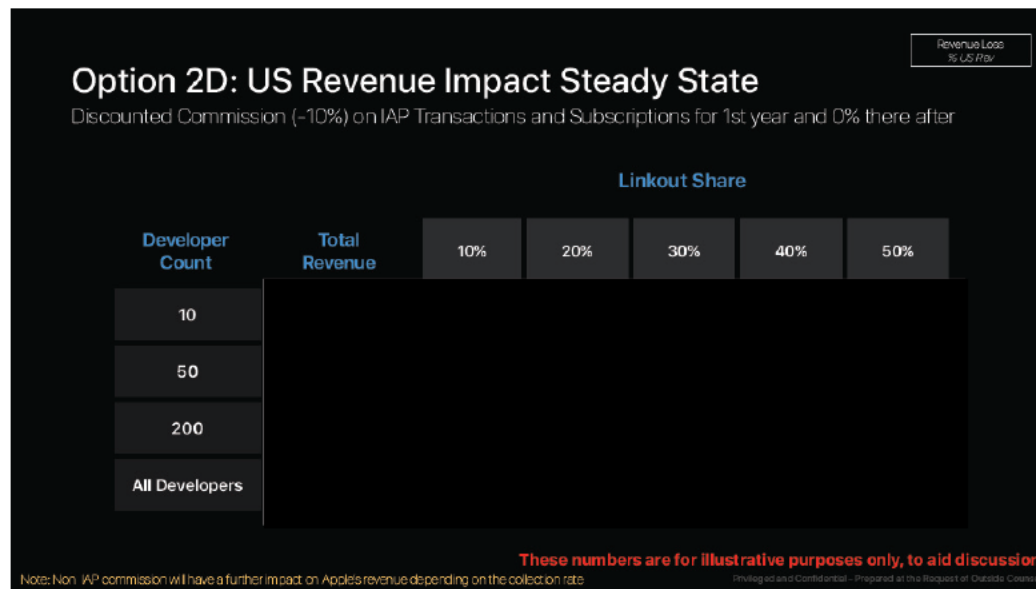 Revenue Loss
% US Rev
Option 2D: US Revenue Impact Steady State
Discounted Commission (-10%) on IAP Transactions and Subscriptions for 1st year and 0% there after
Linkout Share
Developer Count
Total Revenue
10%
20%
30%
40%
50%
10
50
200
All Developers
These numbers are for illustrative purposes only, to aid discussion
Note: Non IAP commission will have a further impact on Apple's revenue depending on the collection rate
Privileged and Confidential – Prepared at the Request of Outside